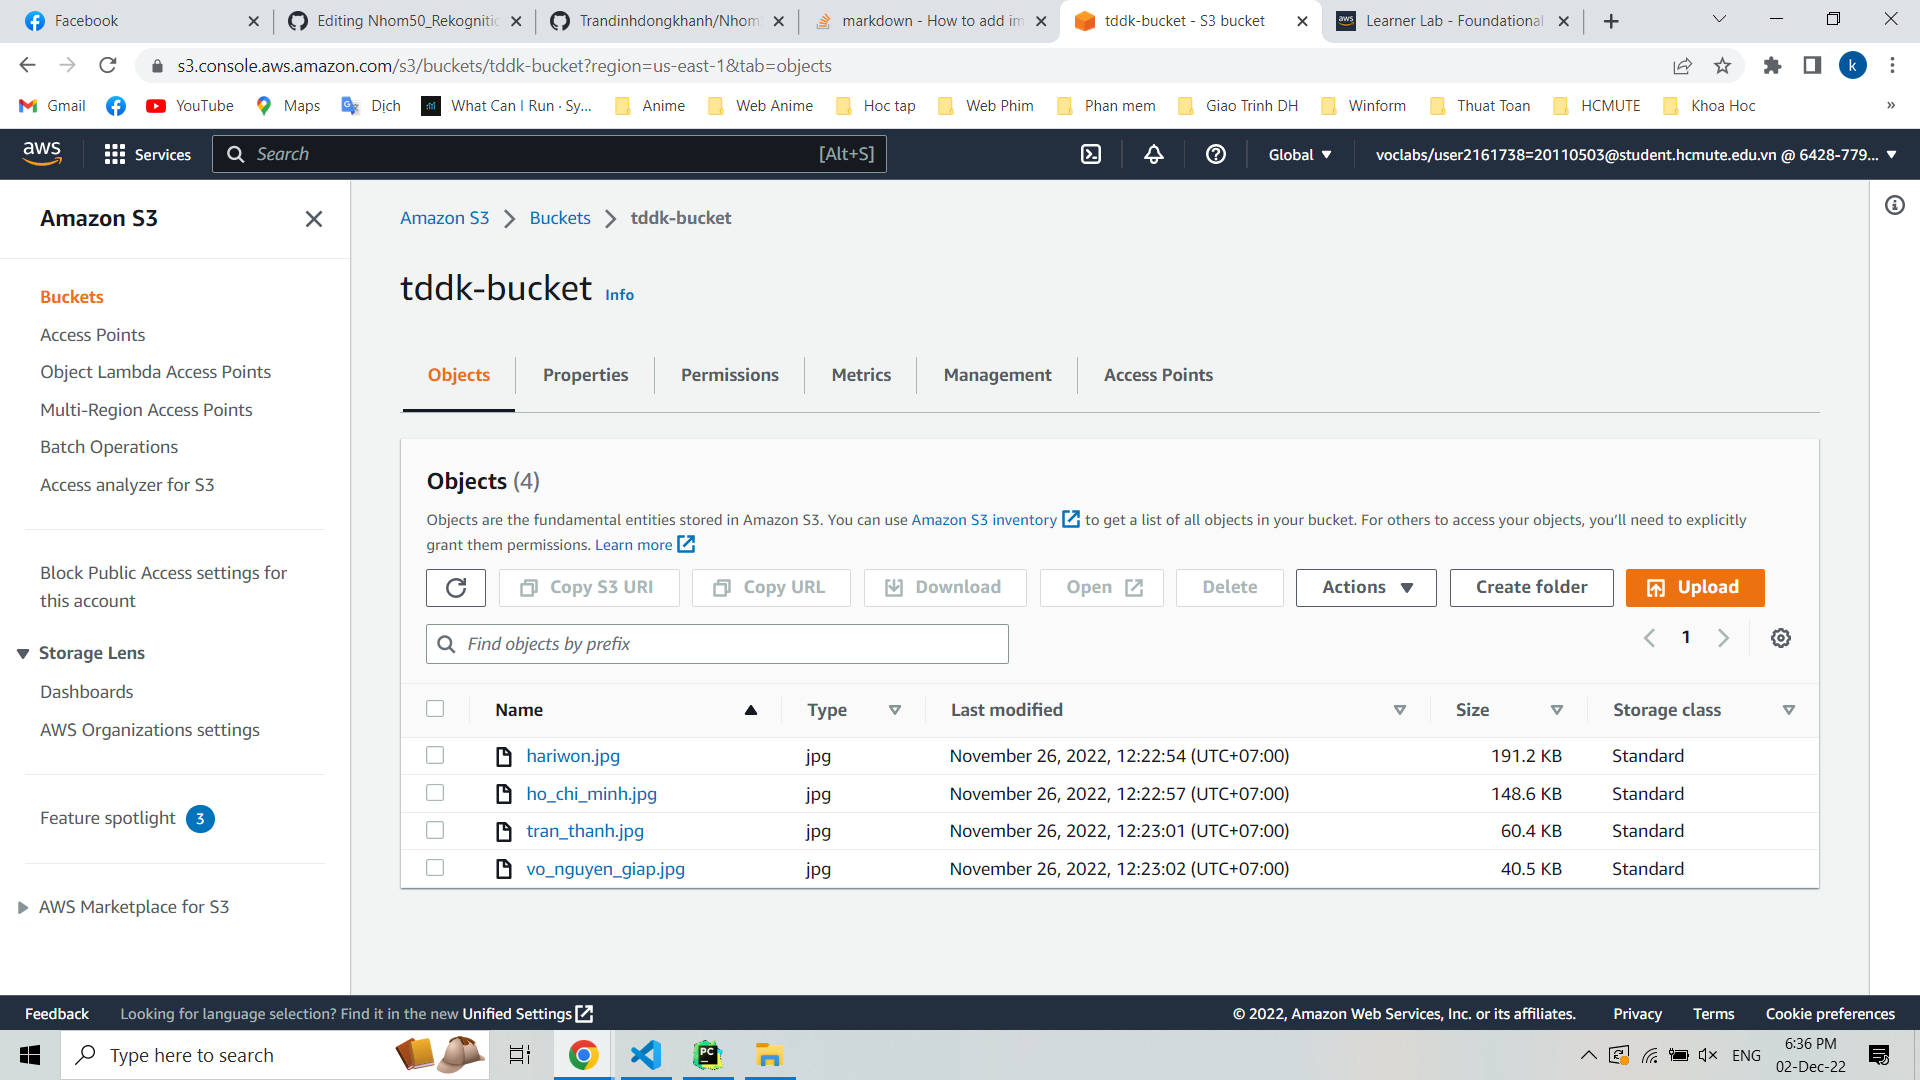 Facebook
Editing Nhom50_Rekognitio
Trandinhdongkhanh/Nhom5
markdown - How to add im
tddk-bucket - S3 bucket
Learner Lab - Foundational
s3.console.aws.amazon.com/s3/buckets/tddk-bucket?region=us-east-1&tab=objects
k
Gmail
YouTube
Maps
Dịch
What Can I Run · Sy...
Anime
Web Anime
Hoc tap
Web Phim
Phan mem
Giao Trinh DH
Winform
Thuat Toan
HCMUTE
Khoa Hoc
»
aws
Services
Search
[Alt+S]
Global
voclabs/user2161738=20110503@student.hcmute.edu.vn @ 6428-779...
Amazon S3
Buckets
Access Points
Object Lambda Access Points
Multi-Region Access Points
Batch Operations
Access analyzer for S3
Block Public Access settings for
this account
Storage Lens
Dashboards
AWS Organizations settings
Feature spotlight 3
AWS Marketplace for S3
Amazon S3 > Buckets > tddk-bucket
tddk-bucket Info
Objects
Properties
Permissions
Metrics
Management
Access Points
Objects (4)
Objects are the fundamental entities stored in Amazon S3. You can use Amazon S3 inventory to get a list of all objects in your bucket. For others to access your objects, you'll need to explicitly
grant them permissions. Learn more
Copy S3 URI
Copy URL
Download
Open
Delete
Actions
Create folder
Upload
Find objects by prefix
1
Name Type Last modified Size Storage class
hariwon.jpg jpg November 26, 2022, 12:22:54 (UTC+07:00) 191.2 KB Standard
ho_chi_minh.jpg jpg November 26, 2022, 12:22:57 (UTC+07:00) 148.6 KB Standard
tran_thanh.jpg jpg November 26, 2022, 12:23:01 (UTC+07:00) 60.4 KB Standard
vo_nguyen_giap.jpg jpg November 26, 2022, 12:23:02 (UTC+07:00) 40.5 KB Standard
Feedback
Looking for language selection? Find it in the new Unified Settings
© 2022, Amazon Web Services, Inc. or its affiliates.
Privacy
Terms
Cookie preferences
Type here to search
PC
ENG
6:36 PM
02-Dec-22